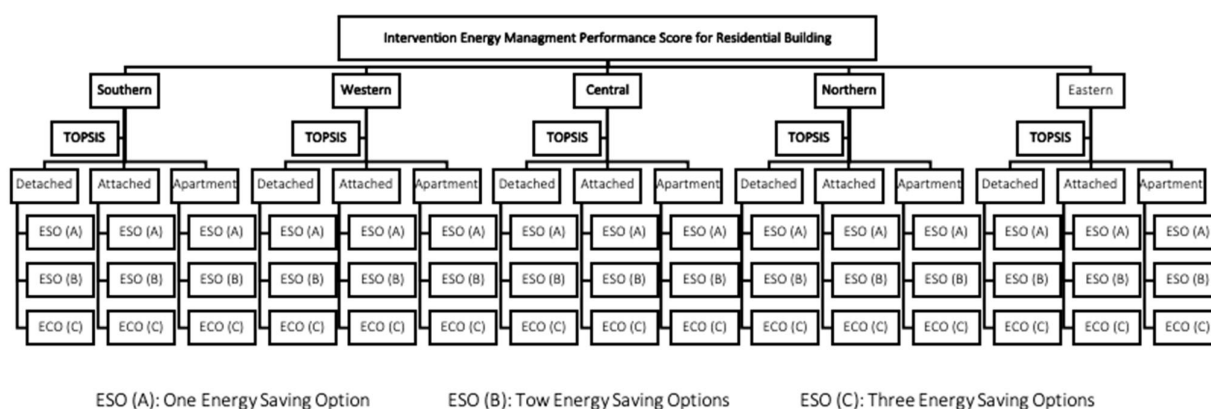 Intervention Energy Managment Performance Score for Residential Building
Southern Western Central Northern Eastern
TOPSIS TOPSIS TOPSIS TOPSIS TOPSIS
Detached Attached Apartment Detached Attached Apartment Detached Attached Apartment Detached Attached Apartment Detached Attached Apartment
ESO (A) ESO (A) ESO (A) ESO (A) ESO (A) ESO (A) ESO (A) ESO (A) ESO (A) ESO (A) ESO (A) ESO (A) ESO (A) ESO (A) ESO (A)
ESO (B) ESO (B) ESO (B) ESO (B) ESO (B) ESO (B) ESO (B) ESO (B) ESO (B) ESO (B) ESO (B) ESO (B) ESO (B) ESO (B) ESO (B)
ECO (C) ECO (C) ECO (C) ECO (C) ECO (C) ECO (C) ECO (C) ECO (C) ECO (C) ECO (C) ECO (C) ECO (C) ECO (C) ECO (C) ECO (C)
ESO (A): One Energy Saving Option ESO (B): Tow Energy Saving Options ESO (C): Three Energy Saving Options